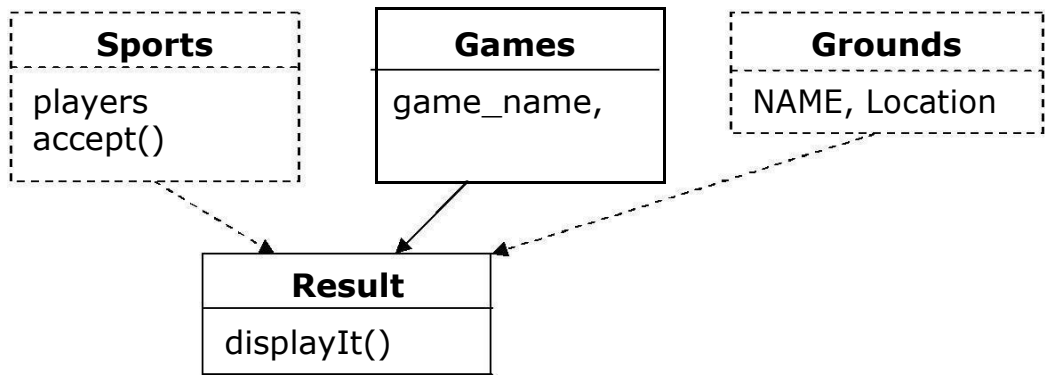 Sports
players
accept()
Games
game_name,
Grounds
NAME, Location
Result
displayIt()